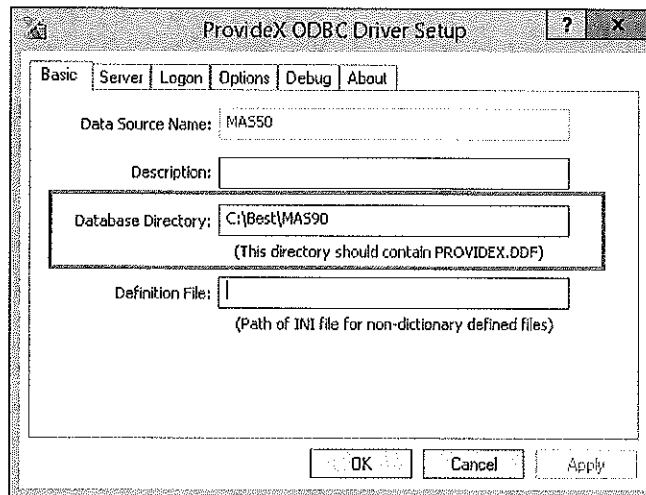 ProvideX ODBC Driver Setup ? X
Basic Server Logon Options Debug About
Data Source Name: MAS50
Description:
Database Directory: C:\Best\MAS90
(This directory should contain PROVIDEX.DDF)
Definition File:
(Path of INI file for non-dictionary defined files)
OK Cancel Apply